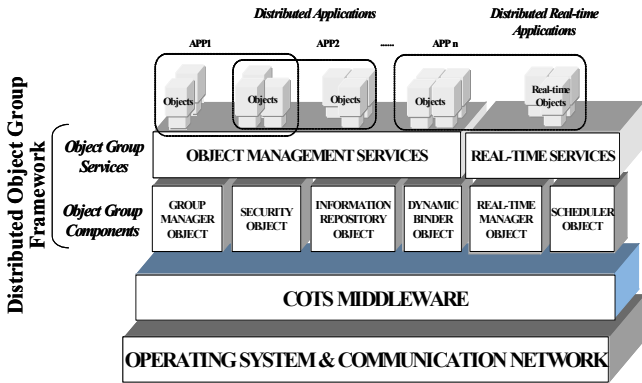 Distributed Applications
Distributed Real-time
Applications
APP1
APP2
......
APP n
Objects
Objects
Objects
Objects
Real-time
Objects
Distributed Object Group
Framework
Object Group
Services
OBJECT MANAGEMENT SERVICES
REAL-TIME SERVICES
Object Group
Components
GROUP
MANAGER
OBJECT
SECURITY
OBJECT
INFORMATION
REPOSITORY
OBJECT
DYNAMIC
BINDER
OBJECT
REAL-TIME
MANAGER
OBJECT
SCHEDULER
OBJECT
COTS MIDDLEWARE
OPERATING SYSTEM & COMMUNICATION NETWORK